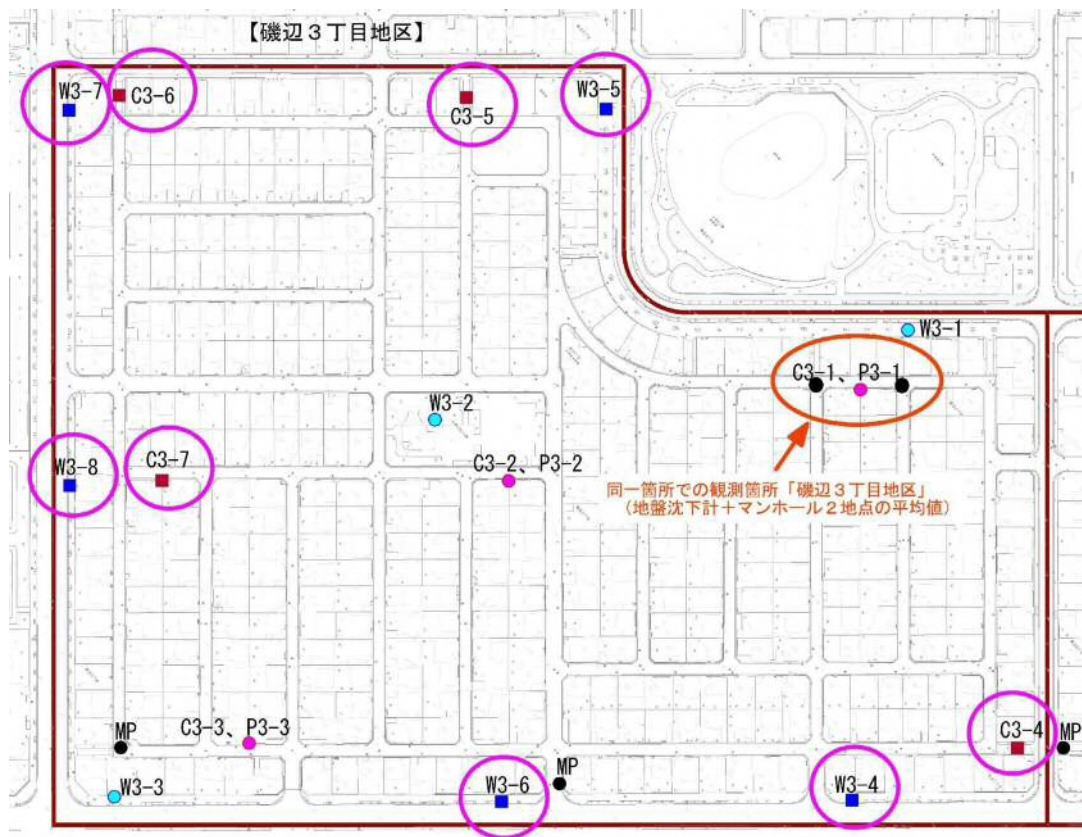 【磯辺３丁目地区】
W3-7
C3-6
C3-5
W3-5
W3-1
C3-1、P3-1
W3-2
W3-8
C3-7
C3-2、P3-2
同一箇所での観測箇所「磯辺３丁目地区」
（地盤沈下計＋マンホール２地点の平均値）
C3-3、P3-3
MP
C3-4
MP
MP
W3-3
W3-6
W3-4